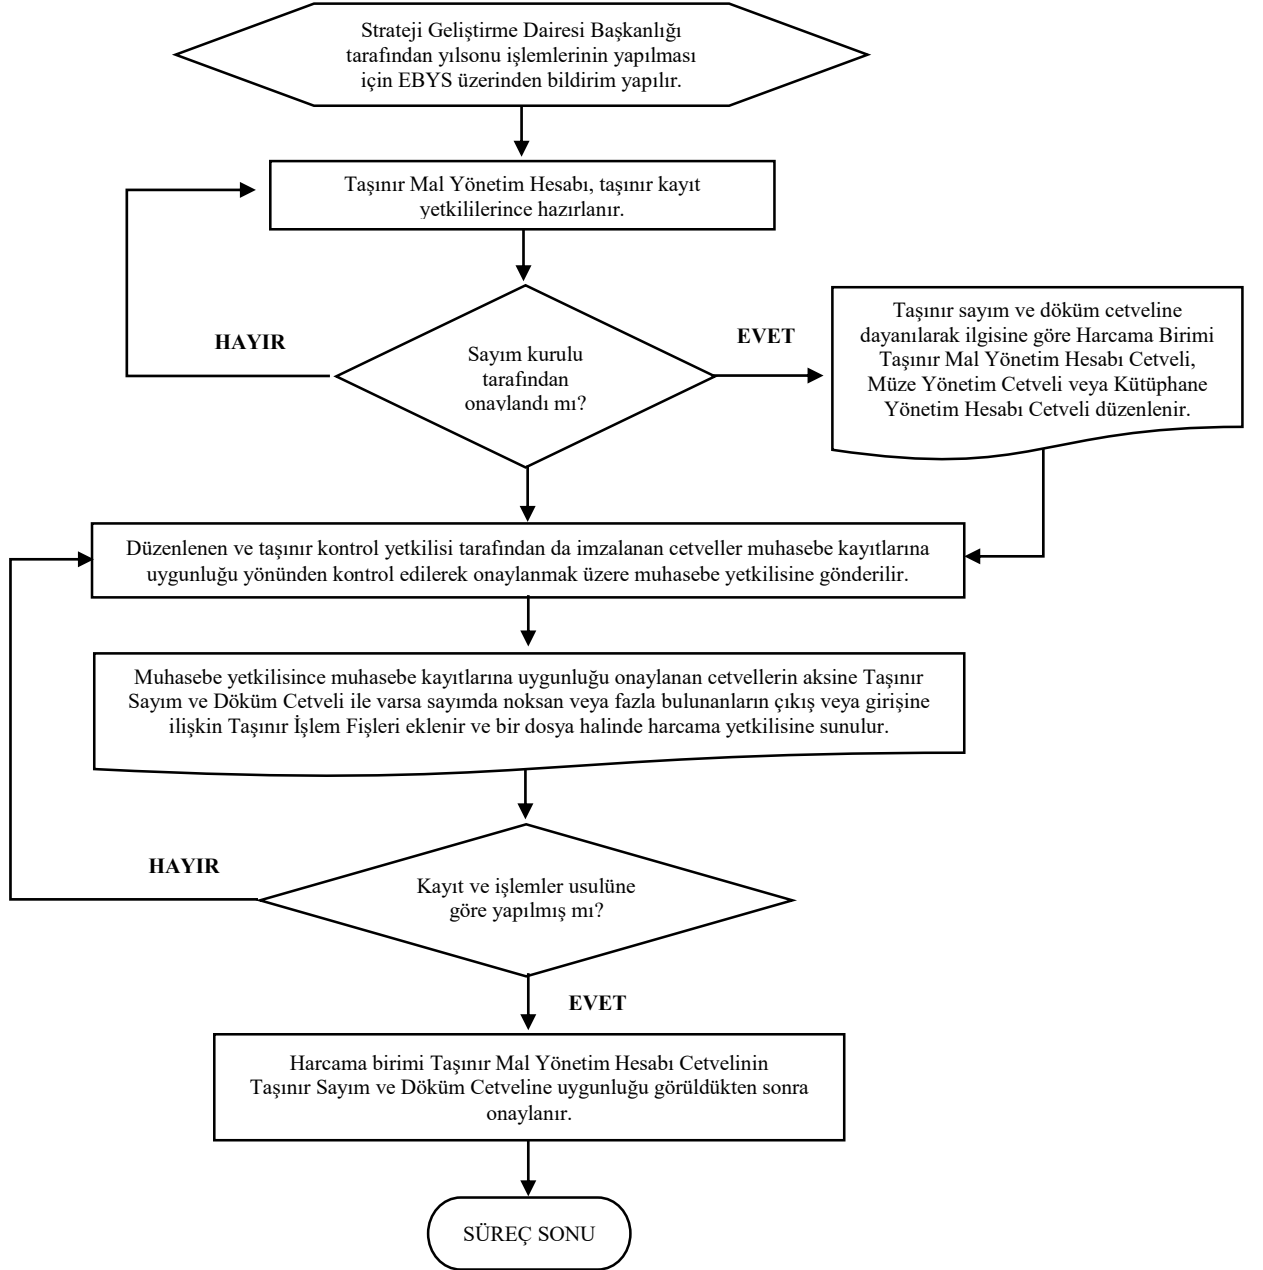 Strateji Geliştirme Dairesi Başkanlığı
tarafından yılsonu işlemlerinin yapılması
için EBYS üzerinden bildirim yapılır.
Taşınır Mal Yönetim Hesabı, taşınır kayıt
yetkililerince hazırlanır.
HAYIR
Sayım kurulu
tarafından
onaylandı mı?
EVET
Taşınır sayım ve döküm cetveline
dayanılarak ilgisine göre Harcama Birimi
Taşınır Mal Yönetim Hesabı Cetveli,
Müze Yönetim Cetveli veya Kütüphane
Yönetim Hesabı Cetveli düzenlenir.
Düzenlenen ve taşınır kontrol yetkilisi tarafından da imzalanan cetveller muhasebe kayıtlarına
uygunluğu yönünden kontrol edilerek onaylanmak üzere muhasebe yetkilisine gönderilir.
Muhasebe yetkilisince muhasebe kayıtlarına uygunluğu onaylanan cetvellerin aksine Taşınır
Sayım ve Döküm Cetveli ile varsa sayımda noksan veya fazla bulunanların çıkış veya girişine
ilişkin Taşınır İşlem Fişleri eklenir ve bir dosya halinde harcama yetkilisine sunulur.
HAYIR
Kayıt ve işlemler usulüne
göre yapılmış mı?
EVET
Harcama birimi Taşınır Mal Yönetim Hesabı Cetvelinin
Taşınır Sayım ve Döküm Cetveline uygunluğu görüldükten sonra
onaylanır.
SÜREÇ SONU